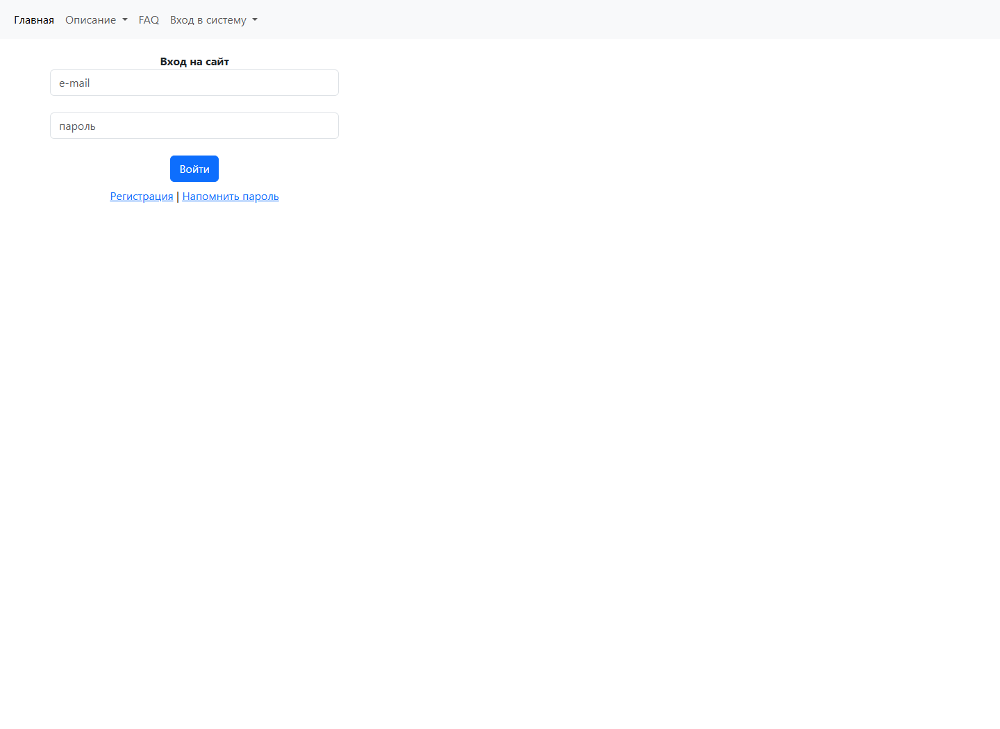 Главная Описание FAQ Вход в систему
Вход на сайт
e-mail
пароль
Войти
Регистрация | Напомнить пароль